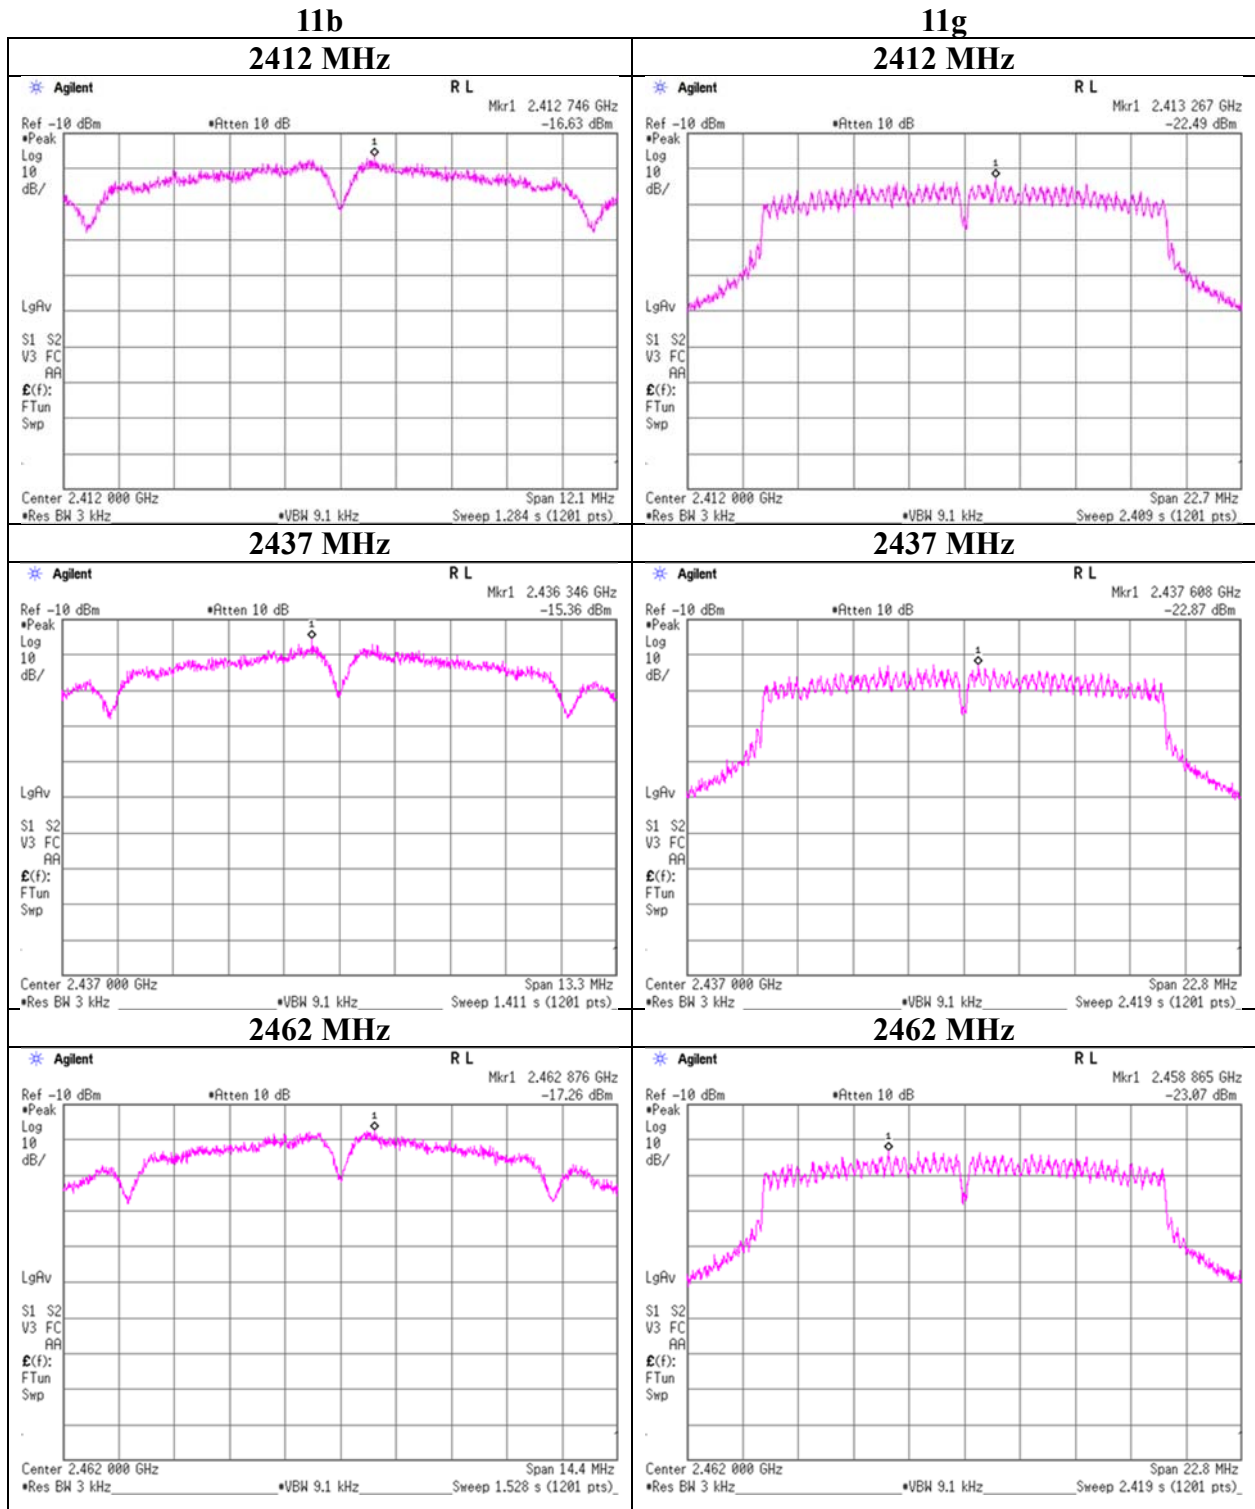 11b
11g
2412 MHz
2412 MHz
Agilent
R L
Mkr1 2.412 746 GHz
Ref -10 dBm
*Atten 10 dB
-16.63 dBm
*Peak
Log
10
dB/
1
LgAv
S1 S2
V3 FC
AA
£(f):
FTun
Swp
Center 2.412 000 GHz
Span 12.1 MHz
*Res BW 3 kHz
*VBW 9.1 kHz
Sweep 1.284 s (1201 pts)
Agilent
R L
Mkr1 2.413 267 GHz
Ref -10 dBm
*Atten 10 dB
-22.49 dBm
*Peak
Log
10
dB/
1
LgAv
S1 S2
V3 FC
AA
£(f):
FTun
Swp
Center 2.412 000 GHz
Span 22.7 MHz
*Res BW 3 kHz
*VBW 9.1 kHz
Sweep 2.409 s (1201 pts)
2437 MHz
2437 MHz
Agilent
R L
Mkr1 2.436 346 GHz
Ref -10 dBm
*Atten 10 dB
-15.36 dBm
*Peak
Log
10
dB/
1
LgAv
S1 S2
V3 FC
AA
£(f):
FTun
Swp
Center 2.437 000 GHz
Span 13.3 MHz
*Res BW 3 kHz
*VBW 9.1 kHz
Sweep 1.411 s (1201 pts)
Agilent
R L
Mkr1 2.437 608 GHz
Ref -10 dBm
*Atten 10 dB
-22.87 dBm
*Peak
Log
10
dB/
1
LgAv
S1 S2
V3 FC
AA
£(f):
FTun
Swp
Center 2.437 000 GHz
Span 22.8 MHz
*Res BW 3 kHz
*VBW 9.1 kHz
Sweep 2.419 s (1201 pts)
2462 MHz
2462 MHz
Agilent
R L
Mkr1 2.462 876 GHz
Ref -10 dBm
*Atten 10 dB
-17.26 dBm
*Peak
Log
10
dB/
1
LgAv
S1 S2
V3 FC
AA
£(f):
FTun
Swp
Center 2.462 000 GHz
Span 14.4 MHz
*Res BW 3 kHz
*VBW 9.1 kHz
Sweep 1.528 s (1201 pts)
Agilent
R L
Mkr1 2.458 865 GHz
Ref -10 dBm
*Atten 10 dB
-23.07 dBm
*Peak
Log
10
dB/
1
LgAv
S1 S2
V3 FC
AA
£(f):
FTun
Swp
Center 2.462 000 GHz
Span 22.8 MHz
*Res BW 3 kHz
*VBW 9.1 kHz
Sweep 2.419 s (1201 pts)